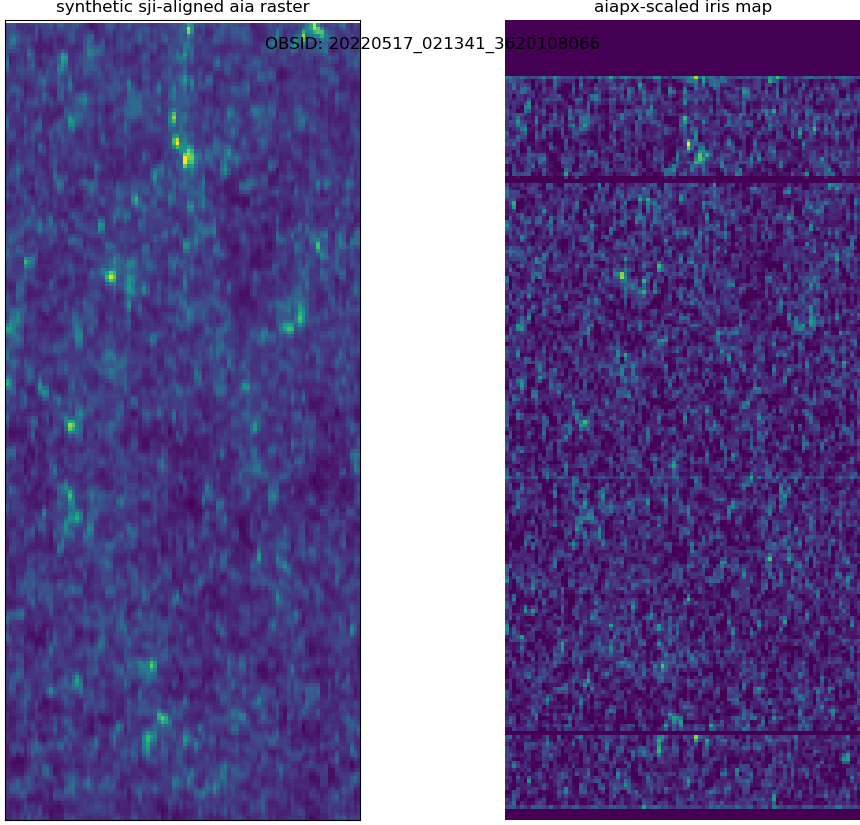 synthetic sji-aligned aia raster
aiapx-scaled iris map
OBSID: 20220517_021341_3620108066